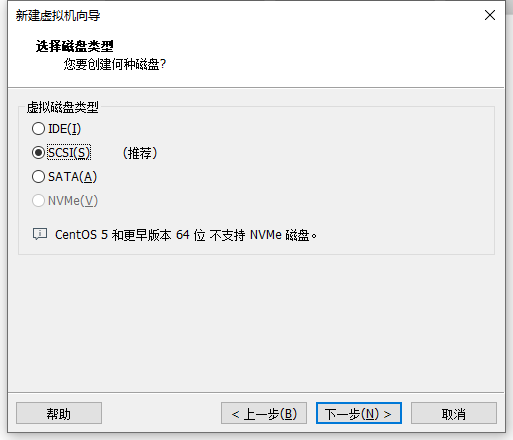 新建虚拟机向导
选择磁盘类型
您要创建何种磁盘?
虚拟磁盘类型
IDE(I)
SCSI(S) （推荐）
SATA(A)
NVMe(V)
CentOS 5 和更早版本 64 位 不支持 NVMe 磁盘。
帮助 < 上一步(B) 下一步(N) > 取消